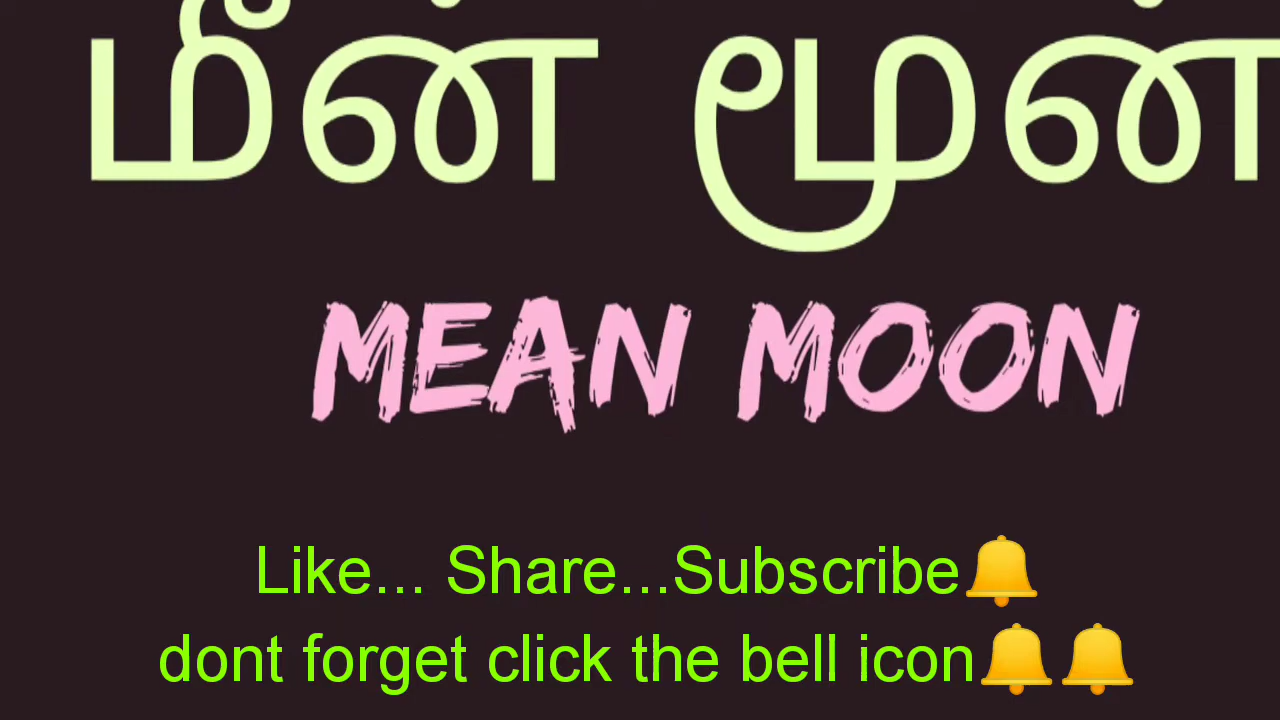 மீன் மூன்
MEAN MOON
Like... Share...Subscribe🔔
dont forget click the bell icon🔔🔔